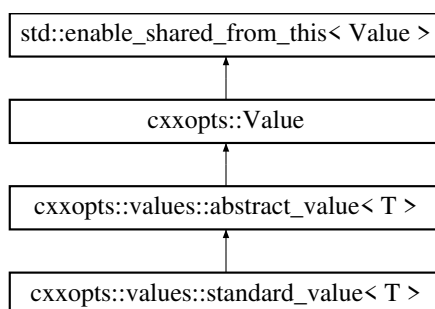 std::enable_shared_from_this< Value >
cxxopts::Value
cxxopts::values::abstract_value< T >
cxxopts::values::standard_value< T >